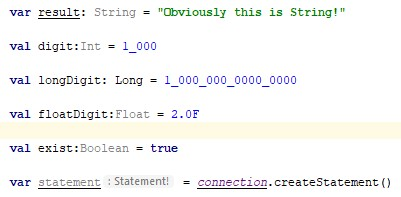 var result: String = "Obviously this is String!"
val digit:Int = 1_000
val longDigit: Long = 1_000_000_0000_0000
val floatDigit:Float = 2.0F
val exist:Boolean = true
var statement : Statement! = connection.createStatement()